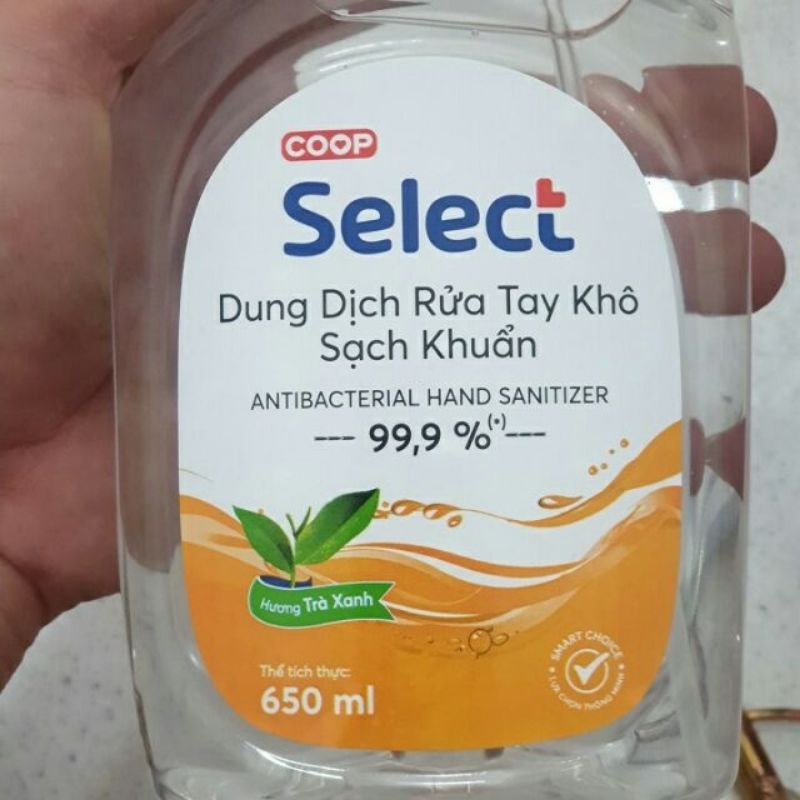 COOP
Select
Dung Dịch Rửa Tay Khô
Sạch Khuẩn
ANTIBACTERIAL HAND SANITIZER
--- 99,9 %(•)---
Hương Trà Xanh
Thể tích thực:
650 ml
SMART CHOICE
LỰA CHỌN THÔNG MINH